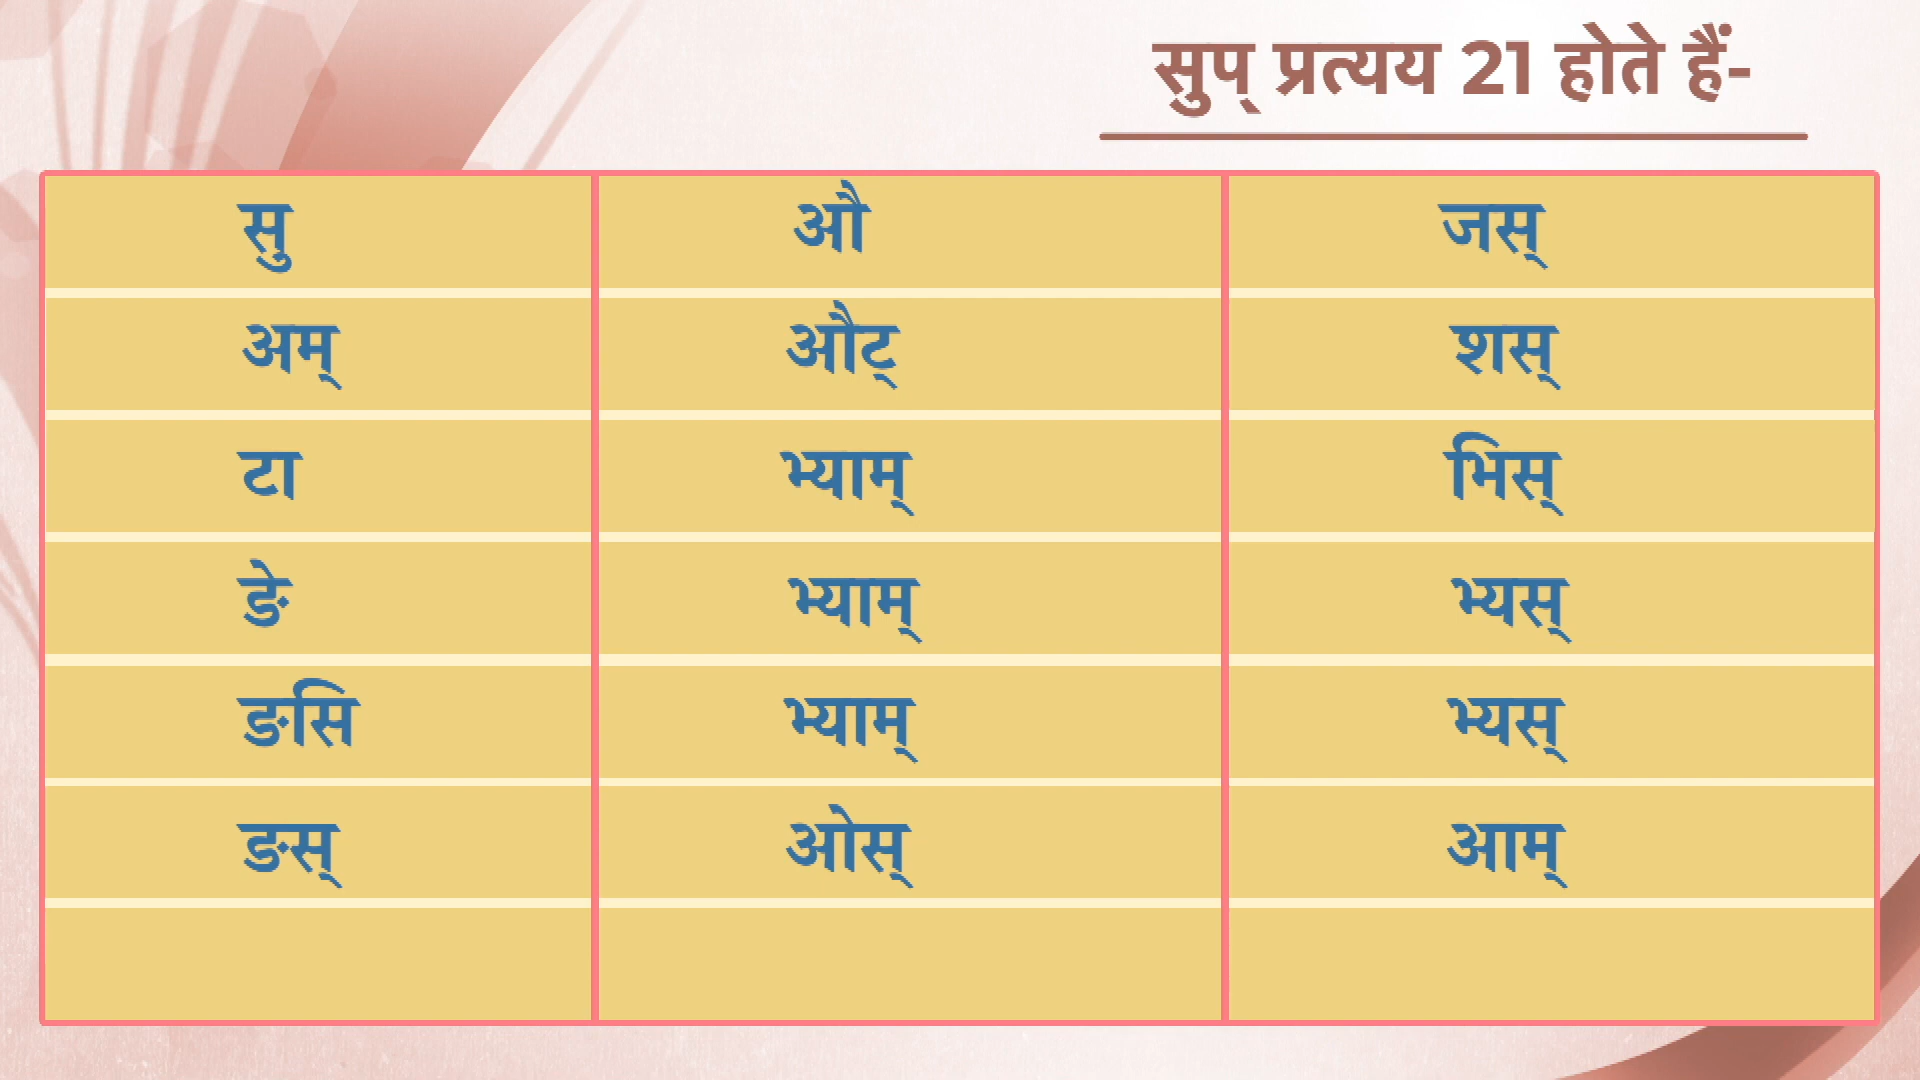 सुप् प्रत्यय 21 होते हैं-
सु औ जस्
अम् औट् शस्
टा भ्याम् भिस्
ङे भ्याम् भ्यस्
ङसि भ्याम् भ्यस्
ङस् ओस् आम्